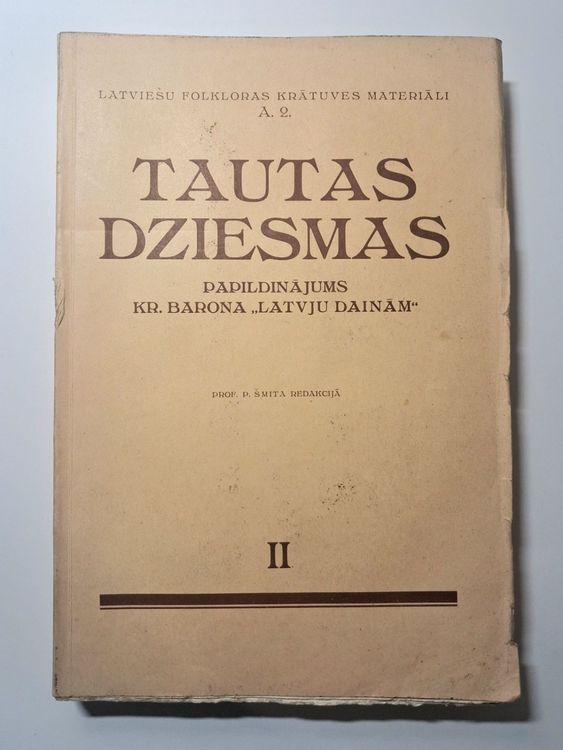 LATVIEŠU FOLKLORAS KRĀTUVES MATERIĀLI
A. 2.
TAUTAS
DZIESMAS
PAPILDINĀJUMS
KR. BARONA „LATVJU DAINĀM“
PROF. P. ŠMITA REDAKCIJĀ
II